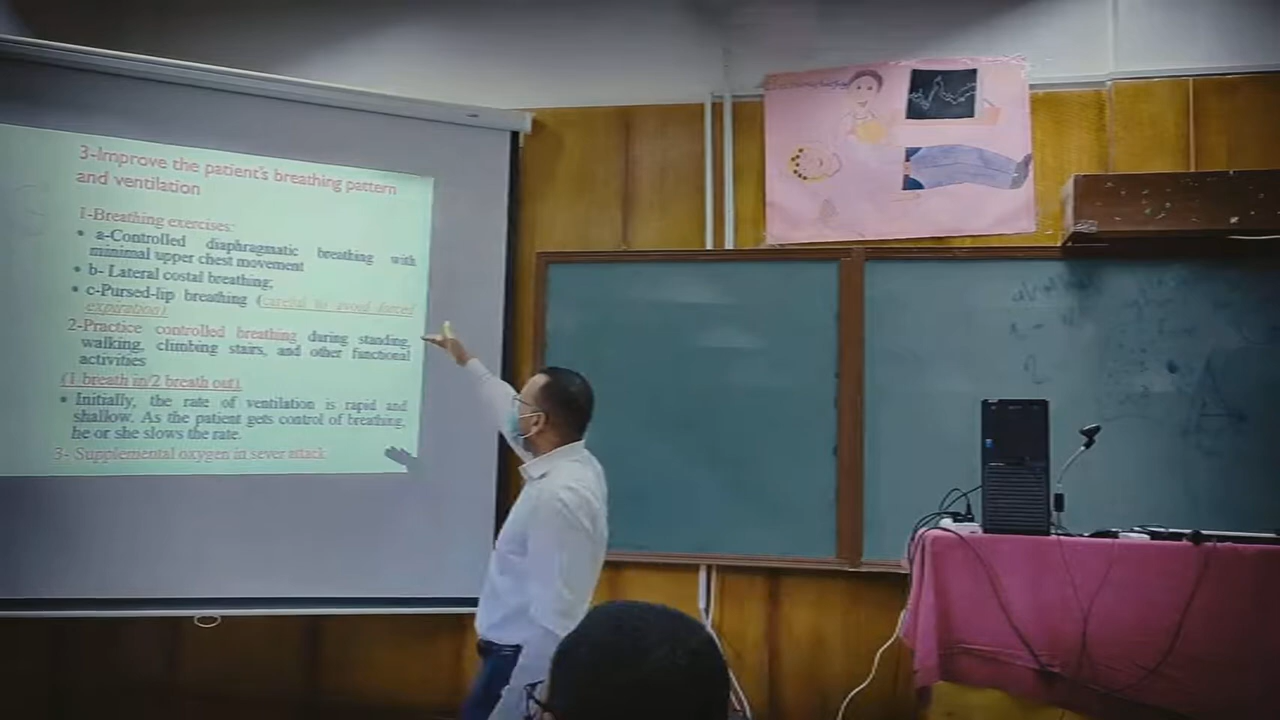 3-Improve the patient's breathing pattern
and ventilation
1-Breathing exercises:
• a-Controlled diaphragmatic breathing with
minimal upper chest movement
• b- Lateral costal breathing;
• c-Pursed-lip breathing (careful to avoid forced
expiration)
2-Practice controlled breathing during standing,
walking, climbing stairs, and other functional
activities
(1 breath in/2 breath out).
• Initially, the rate of ventilation is rapid and
shallow. As the patient gets control of breathing,
he or she slows the rate.
3- Supplemental oxygen in sever attack